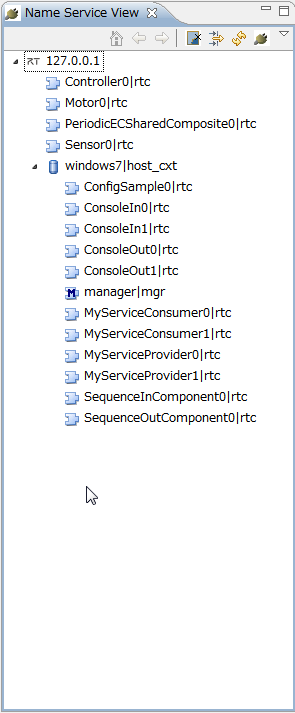 Name Service View
RT 127.0.0.1
Controller0|rtc
Motor0|rtc
PeriodicECSharedComposite0|rtc
Sensor0|rtc
windows7|host_cxt
ConfigSample0|rtc
ConsoleIn0|rtc
ConsoleIn1|rtc
ConsoleOut0|rtc
ConsoleOut1|rtc
M manager|mgr
MyServiceConsumer0|rtc
MyServiceConsumer1|rtc
MyServiceProvider0|rtc
MyServiceProvider1|rtc
SequenceInComponent0|rtc
SequenceOutComponent0|rtc